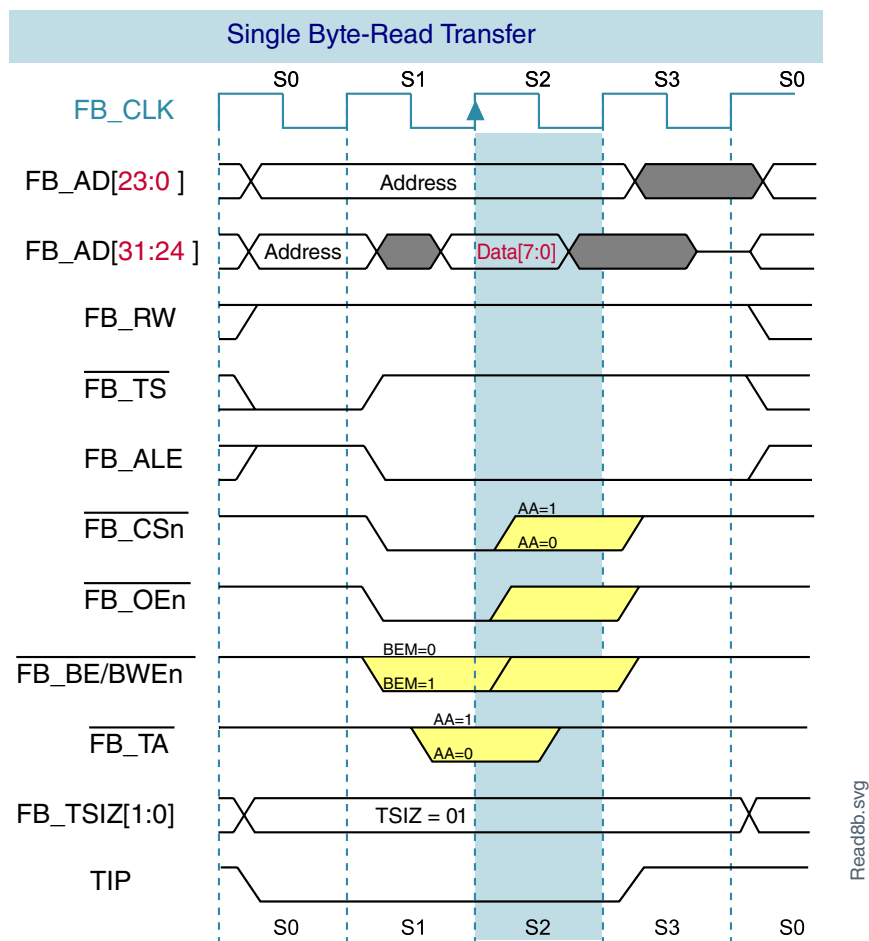 Single Byte-Read Transfer
S0 S1 S2 S3 S0
FB_CLK
FB_AD[23:0 ]
Address
FB_AD[31:24 ]
Address Data[7:0]
FB_RW
FB_TS
FB_ALE
FB_CSn
AA=1
AA=0
FB_OEn
FB_BE/BWEn
BEM=0
BEM=1
FB_TA
AA=1
AA=0
FB_TSIZ[1:0]
TSIZ = 01
TIP
S0 S1 S2 S3 S0
Read8b.svg